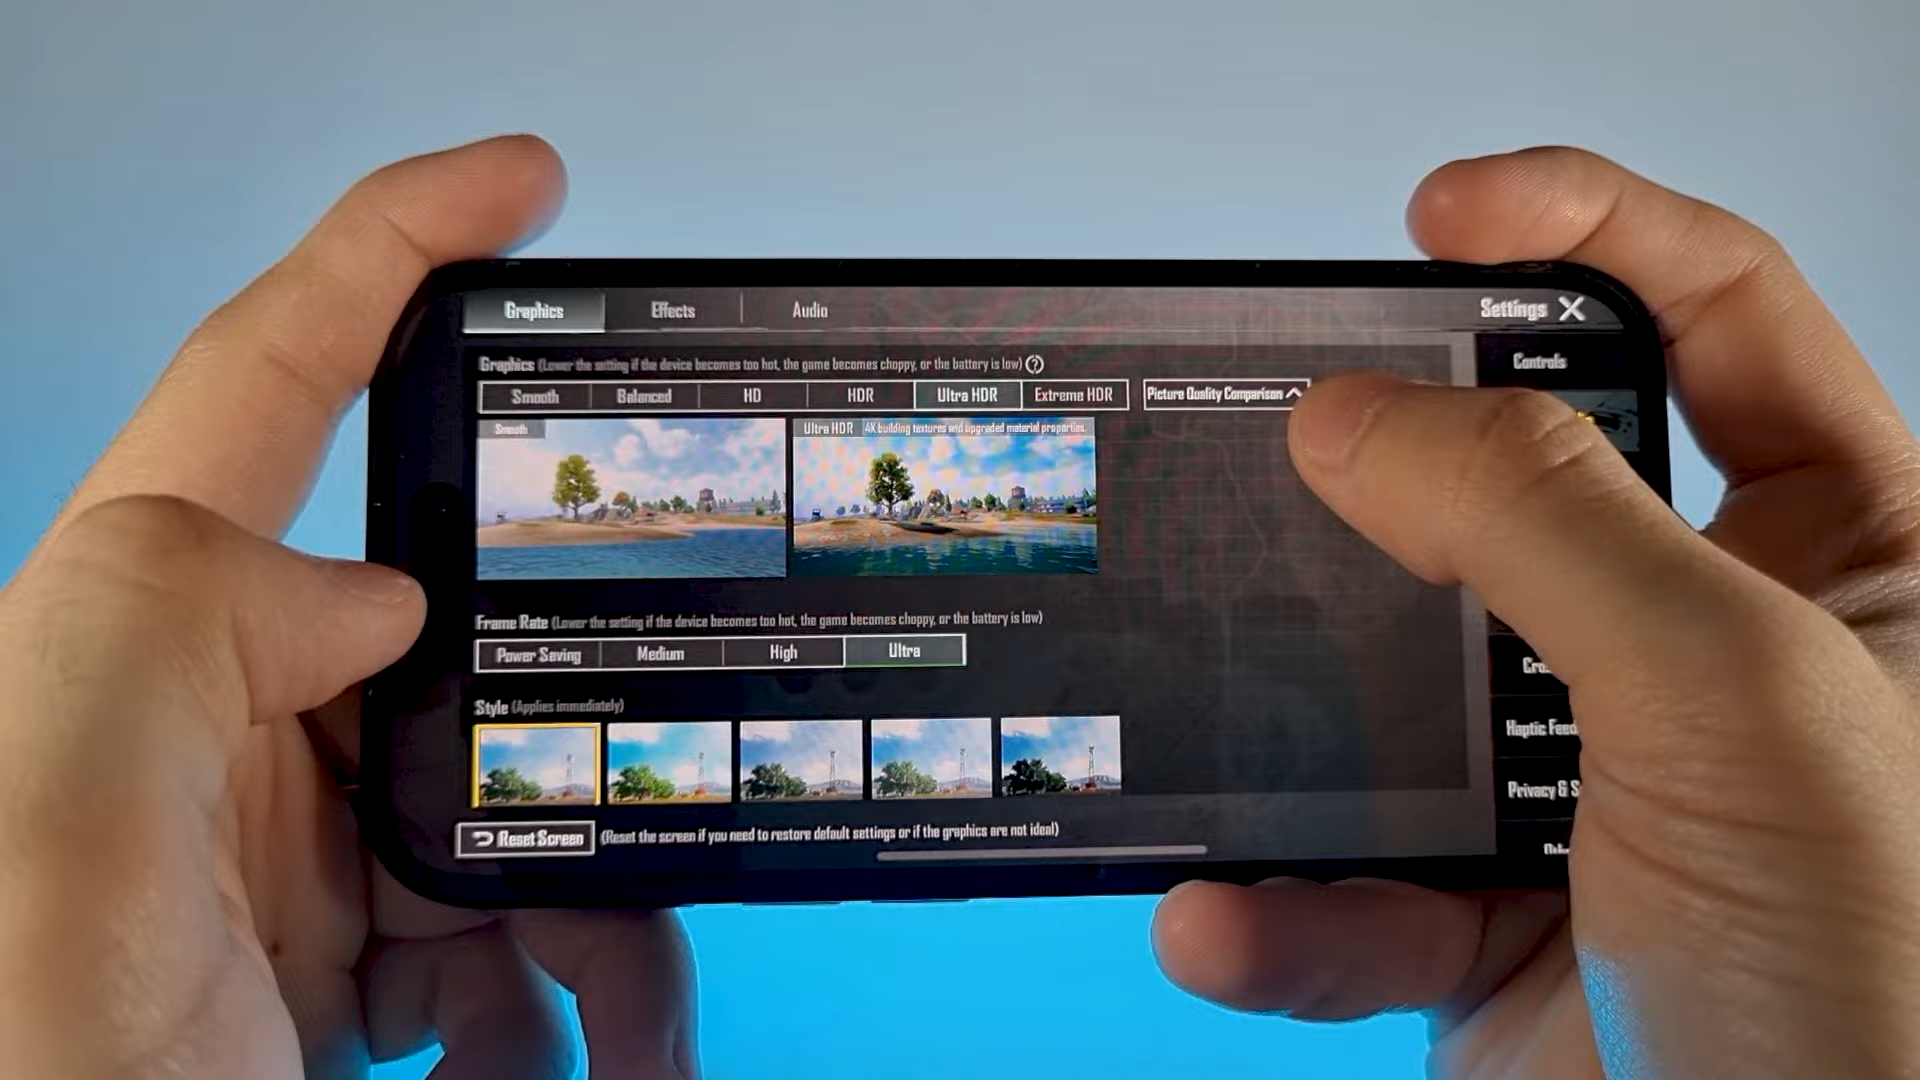 Graphics Effects Audio Settings
Controls
Graphics (Lower the setting if the device becomes too hot, the game becomes choppy, or the battery is low)
Smooth Balanced HD HDR Ultra HDR Extreme HDR Picture Quality Comparison
Smooth
Ultra HDR 4K building textures and upgraded material properties.
Frame Rate (Lower the setting if the device becomes too hot, the game becomes choppy, or the battery is low)
Power Saving Medium High Ultra
Style (Applies immediately)
Haptic
Privacy &
Reset Screen (Reset the screen if you need to restore default settings or if the graphics are not ideal)